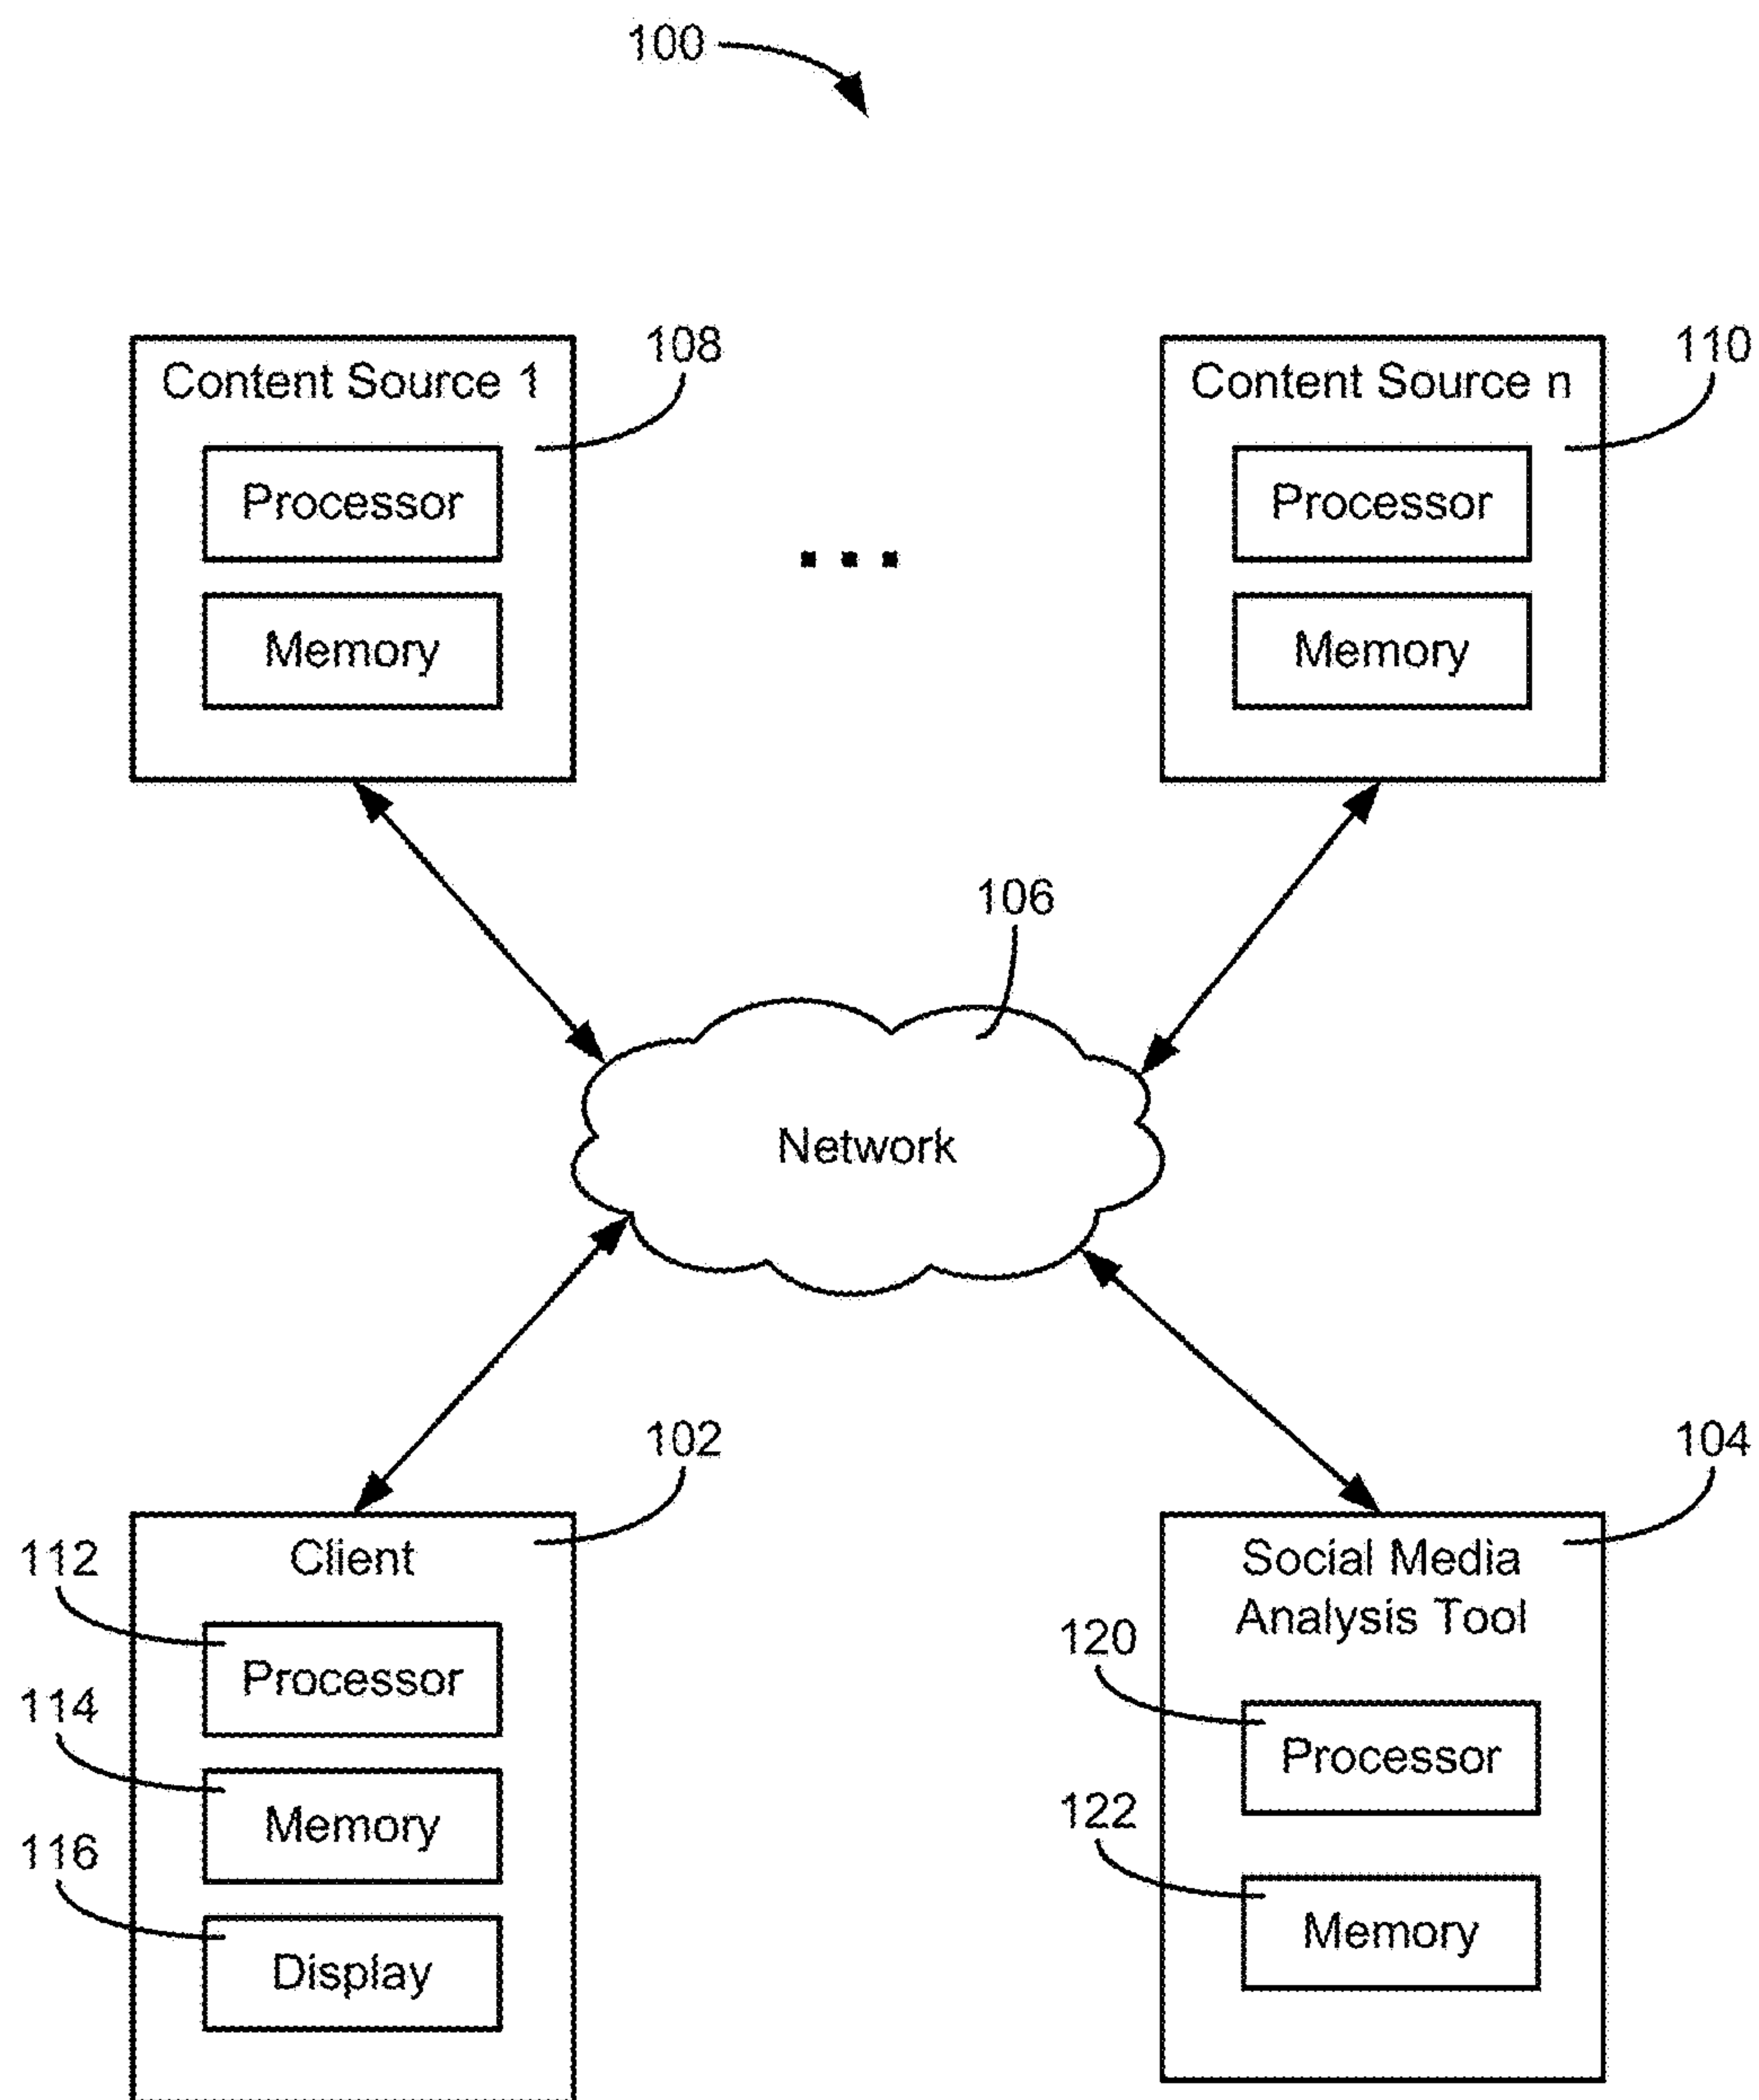 100
108
110
Content Source 1
Content Source n
Processor
Processor
...
Memory
Memory
106
Network
102
104
Client
Social Media
Analysis Tool
112
120
Processor
Processor
114
122
Memory
Memory
116
Display